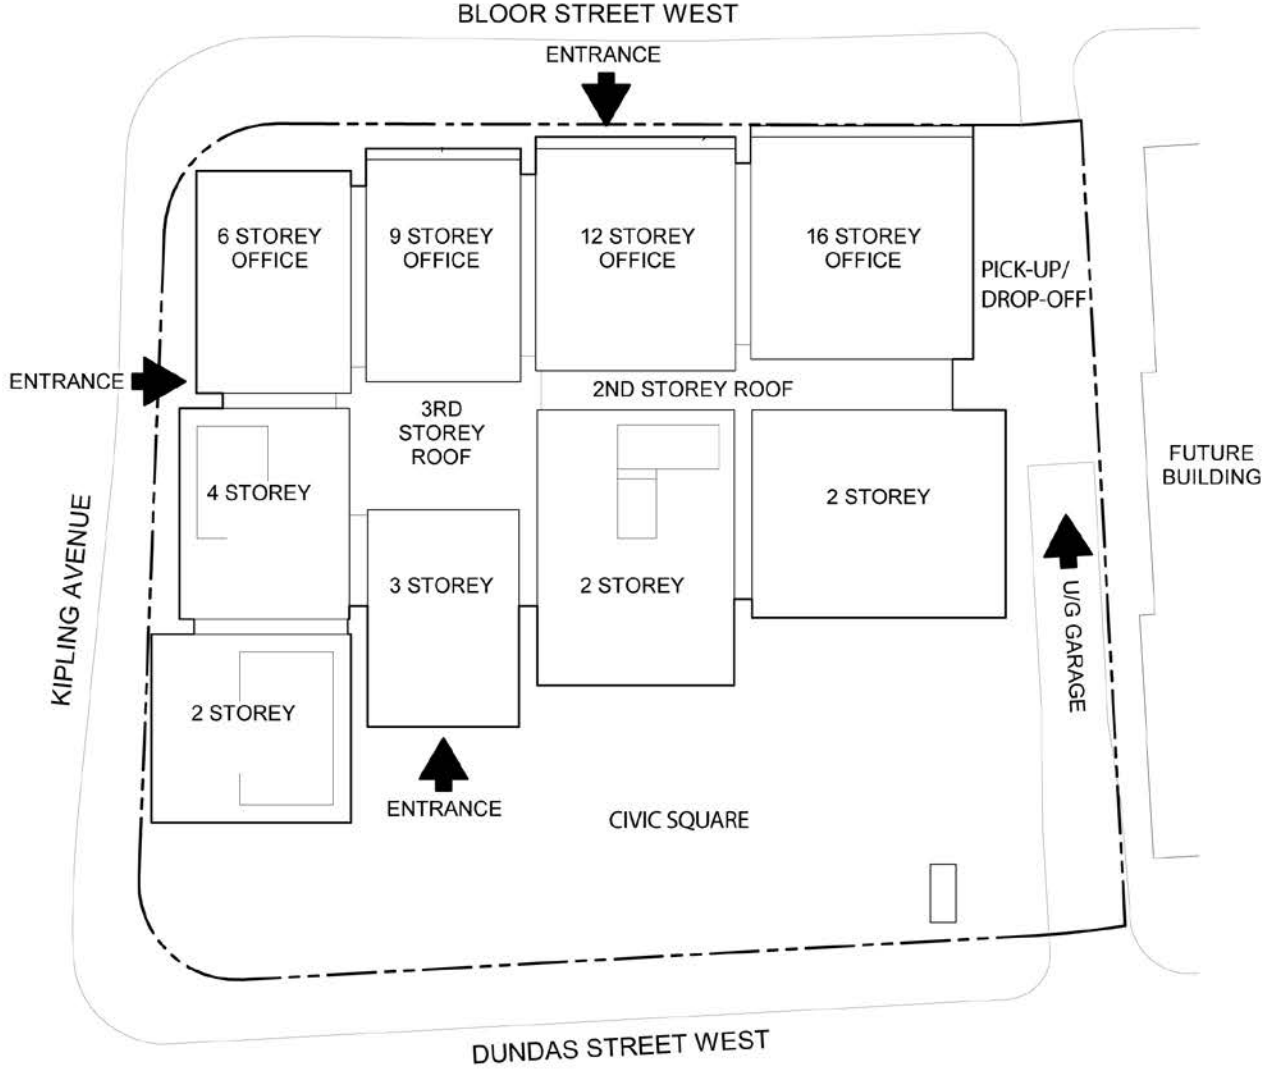 BLOOR STREET WEST
ENTRANCE
6 STOREY
OFFICE
9 STOREY
OFFICE
12 STOREY
OFFICE
16 STOREY
OFFICE
PICK-UP/
DROP-OFF
ENTRANCE
2ND STOREY ROOF
3RD
STOREY
ROOF
FUTURE
BUILDING
4 STOREY
2 STOREY
KIPLING AVENUE
3 STOREY
2 STOREY
U/G GARAGE
2 STOREY
ENTRANCE
CIVIC SQUARE
DUNDAS STREET WEST